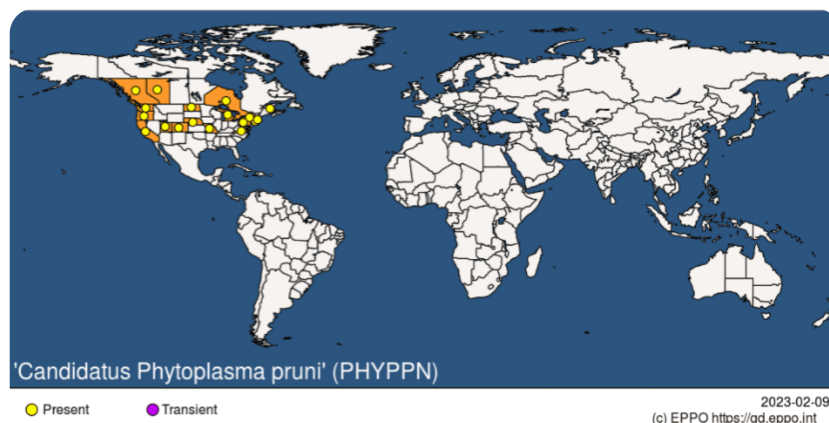 'Candidatus Phytoplasma pruni' (PHYPPN)
Present
Transient
2023-02-09
(c) EPPO https://gd.eppo.int